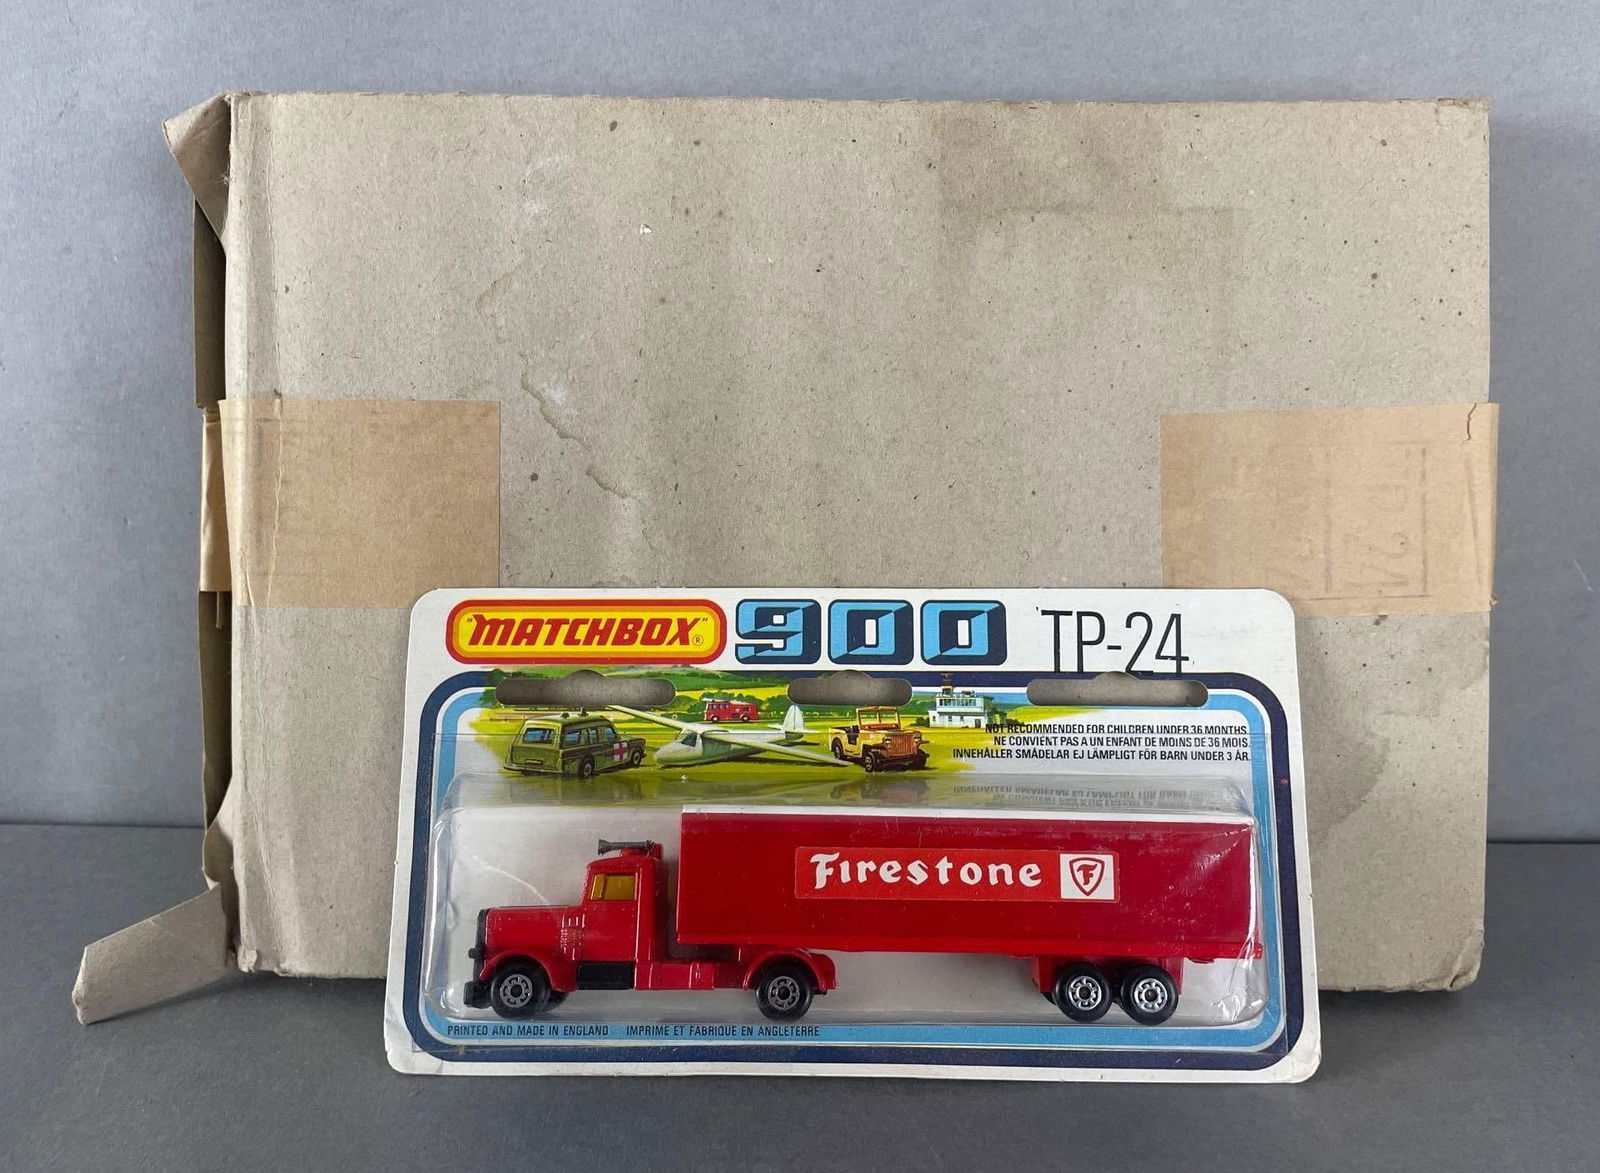 "MATCHBOX"® 900 TP-24
NOT RECOMMENDED FOR CHILDREN UNDER 36 MONTHS.
NE CONVIENT PAS A UN ENFANT DE MOINS DE 36 MOIS.
INNEHÅLLER SMÅDELAR EJ LÄMPLIGT FÖR BARN UNDER 3 ÅR.
Firestone F
PRINTED AND MADE IN ENGLAND IMPRIME ET FABRIQUE EN ANGLETERRE